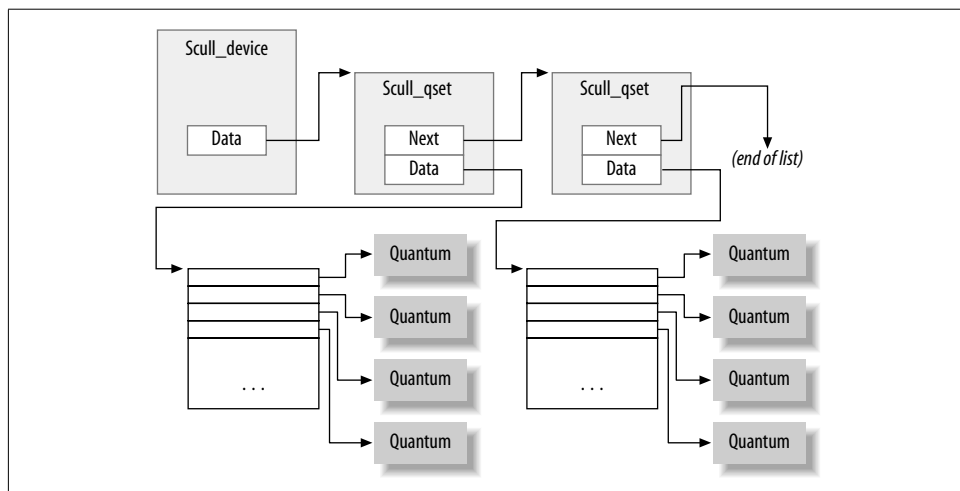 Scull_device
Data
Scull_qset
Next
Data
Scull_qset
Next
Data
(end of list)
Quantum
Quantum
Quantum
Quantum
. . .
Quantum
Quantum
Quantum
Quantum
. . .